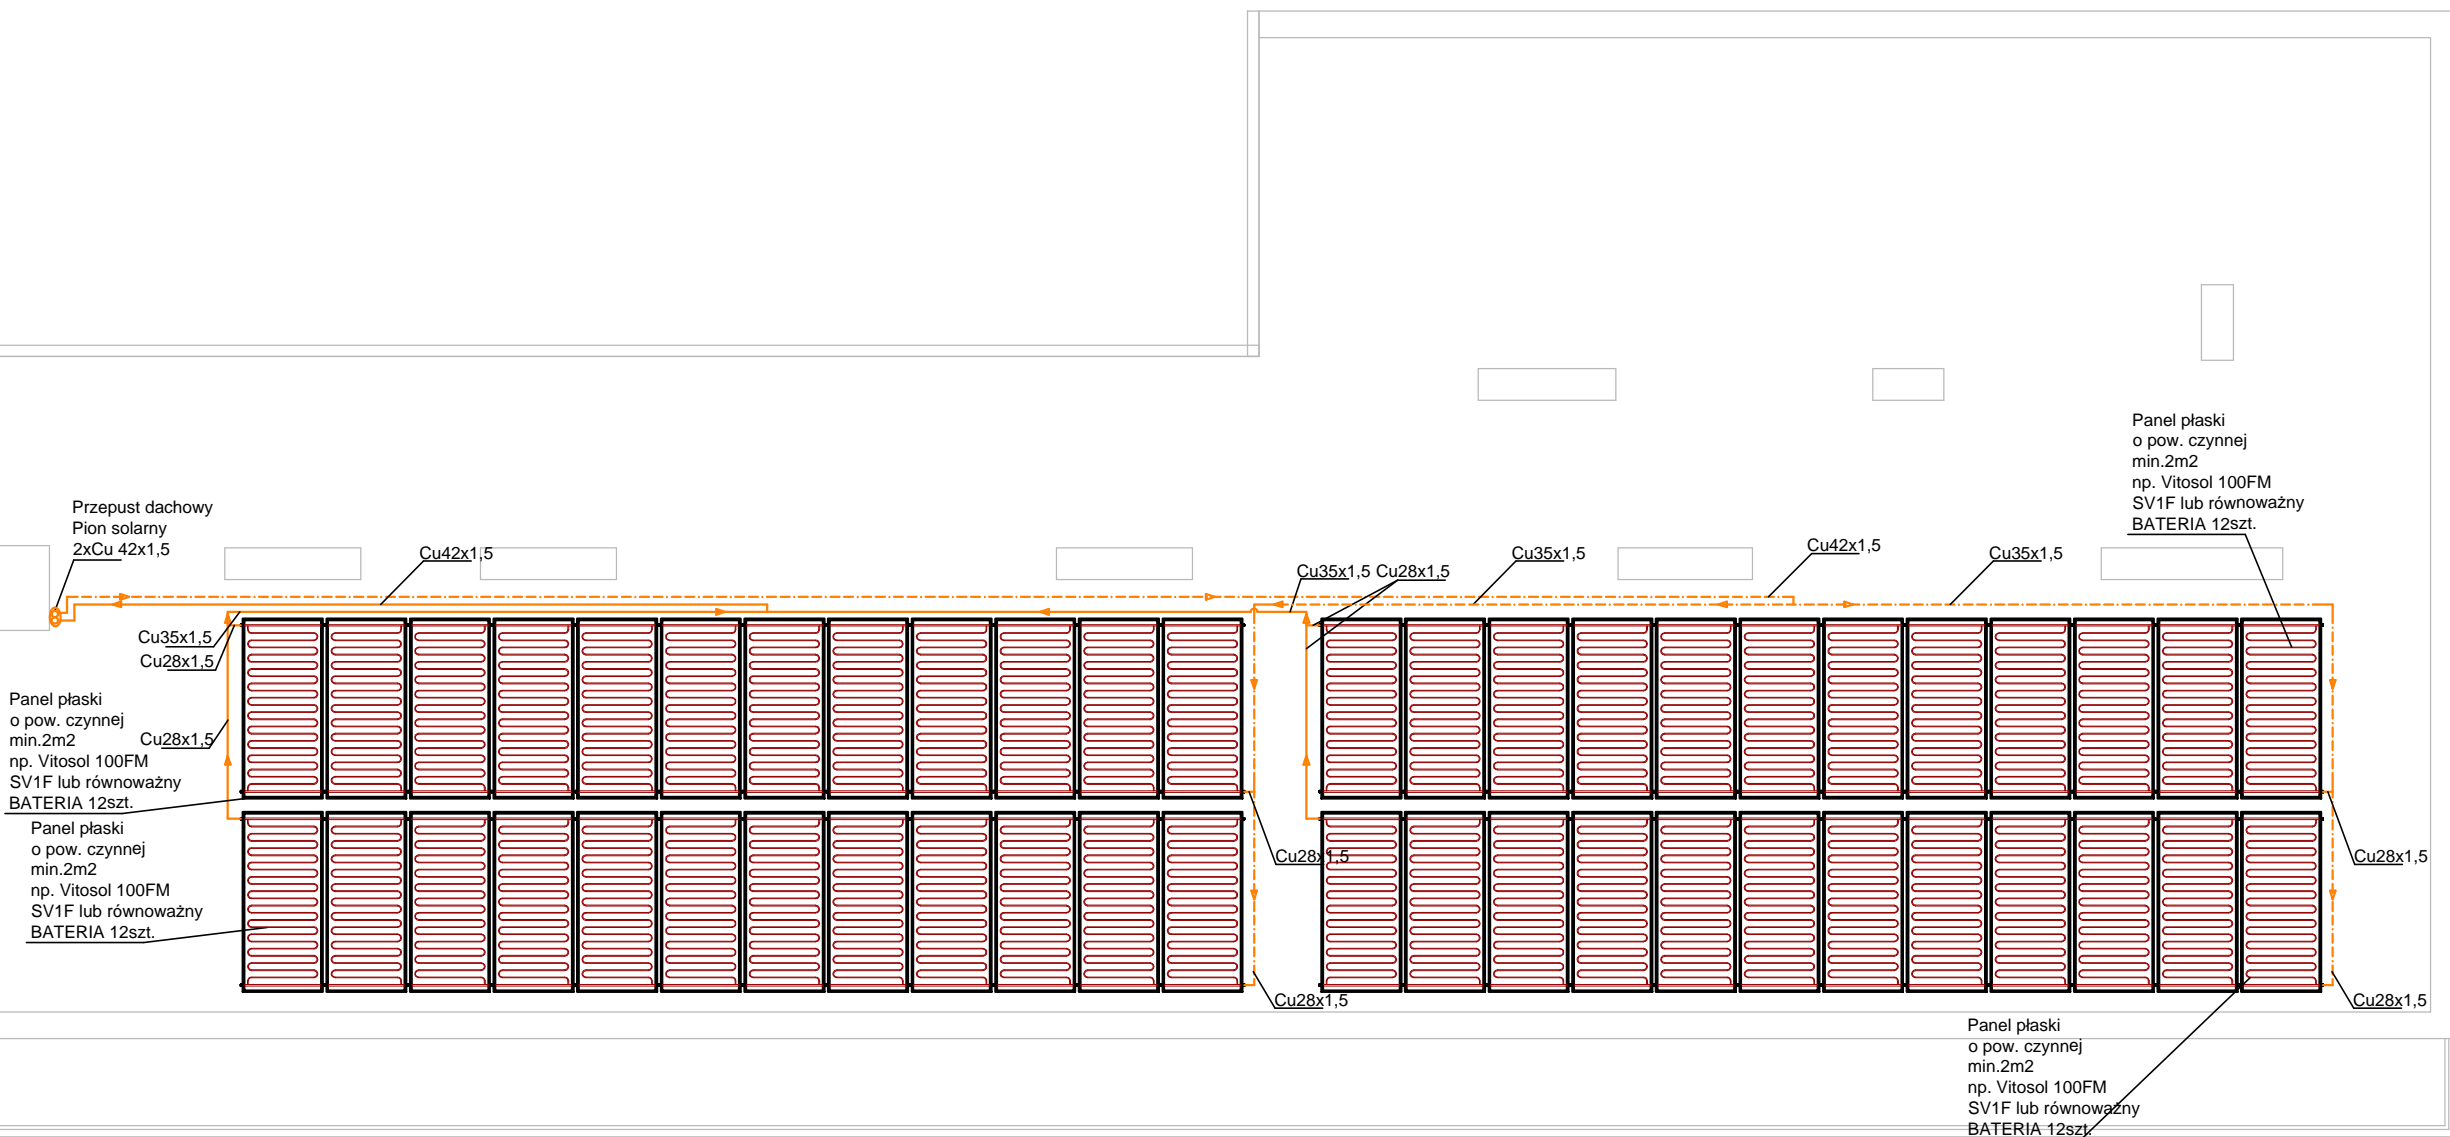 Panel płaski
o pow. czynnej
min.2m2
np. Vitosol 100FM
SV1F lub równoważny
BATERIA 12szt.
Przepust dachowy
Pion solarny
2xCu 42x1,5
Cu42x1,5
Cu35x1,5 Cu28x1,5
Cu35x1,5
Cu42x1,5
Cu35x1,5
Cu35x1,5
Cu28x1,5
Panel płaski
o pow. czynnej
min.2m2
np. Vitosol 100FM
SV1F lub równoważny
BATERIA 12szt.
Cu28x1,5
Panel płaski
o pow. czynnej
min.2m2
np. Vitosol 100FM
SV1F lub równoważny
BATERIA 12szt.
Cu28x1,5
Cu28x1,5
Cu28x1,5
Cu28x1,5
Panel płaski
o pow. czynnej
min.2m2
np. Vitosol 100FM
SV1F lub równoważny
BATERIA 12szt.